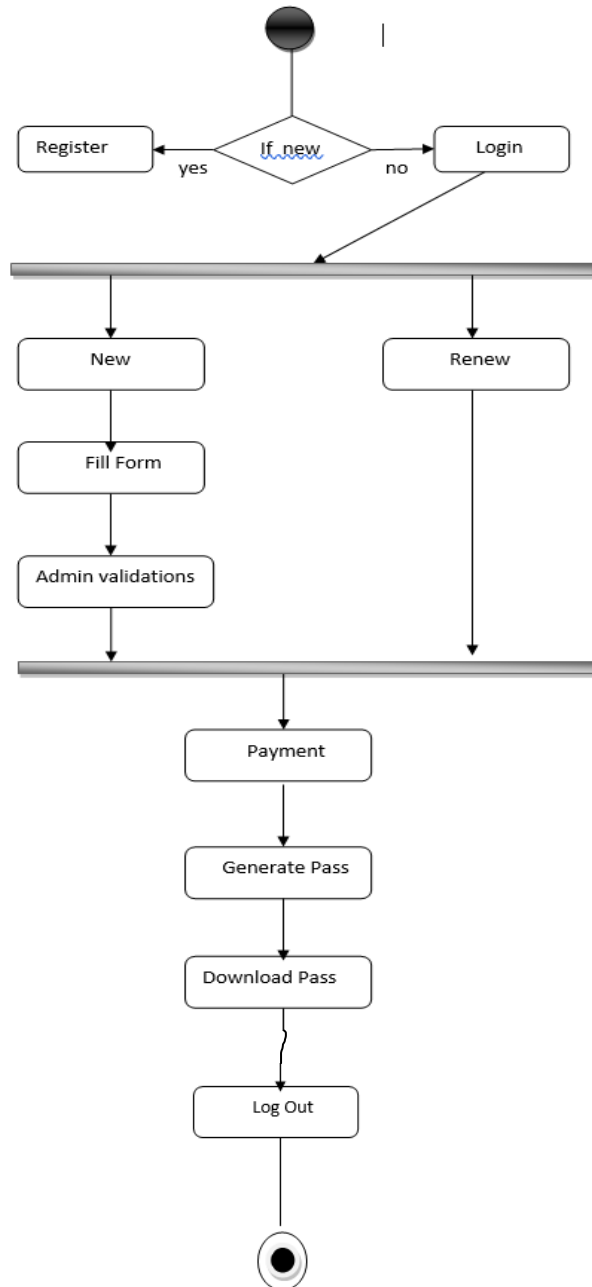 If new
Register
yes
no
Login
New
Renew
Fill Form
Admin validations
Payment
Generate Pass
Download Pass
Log Out